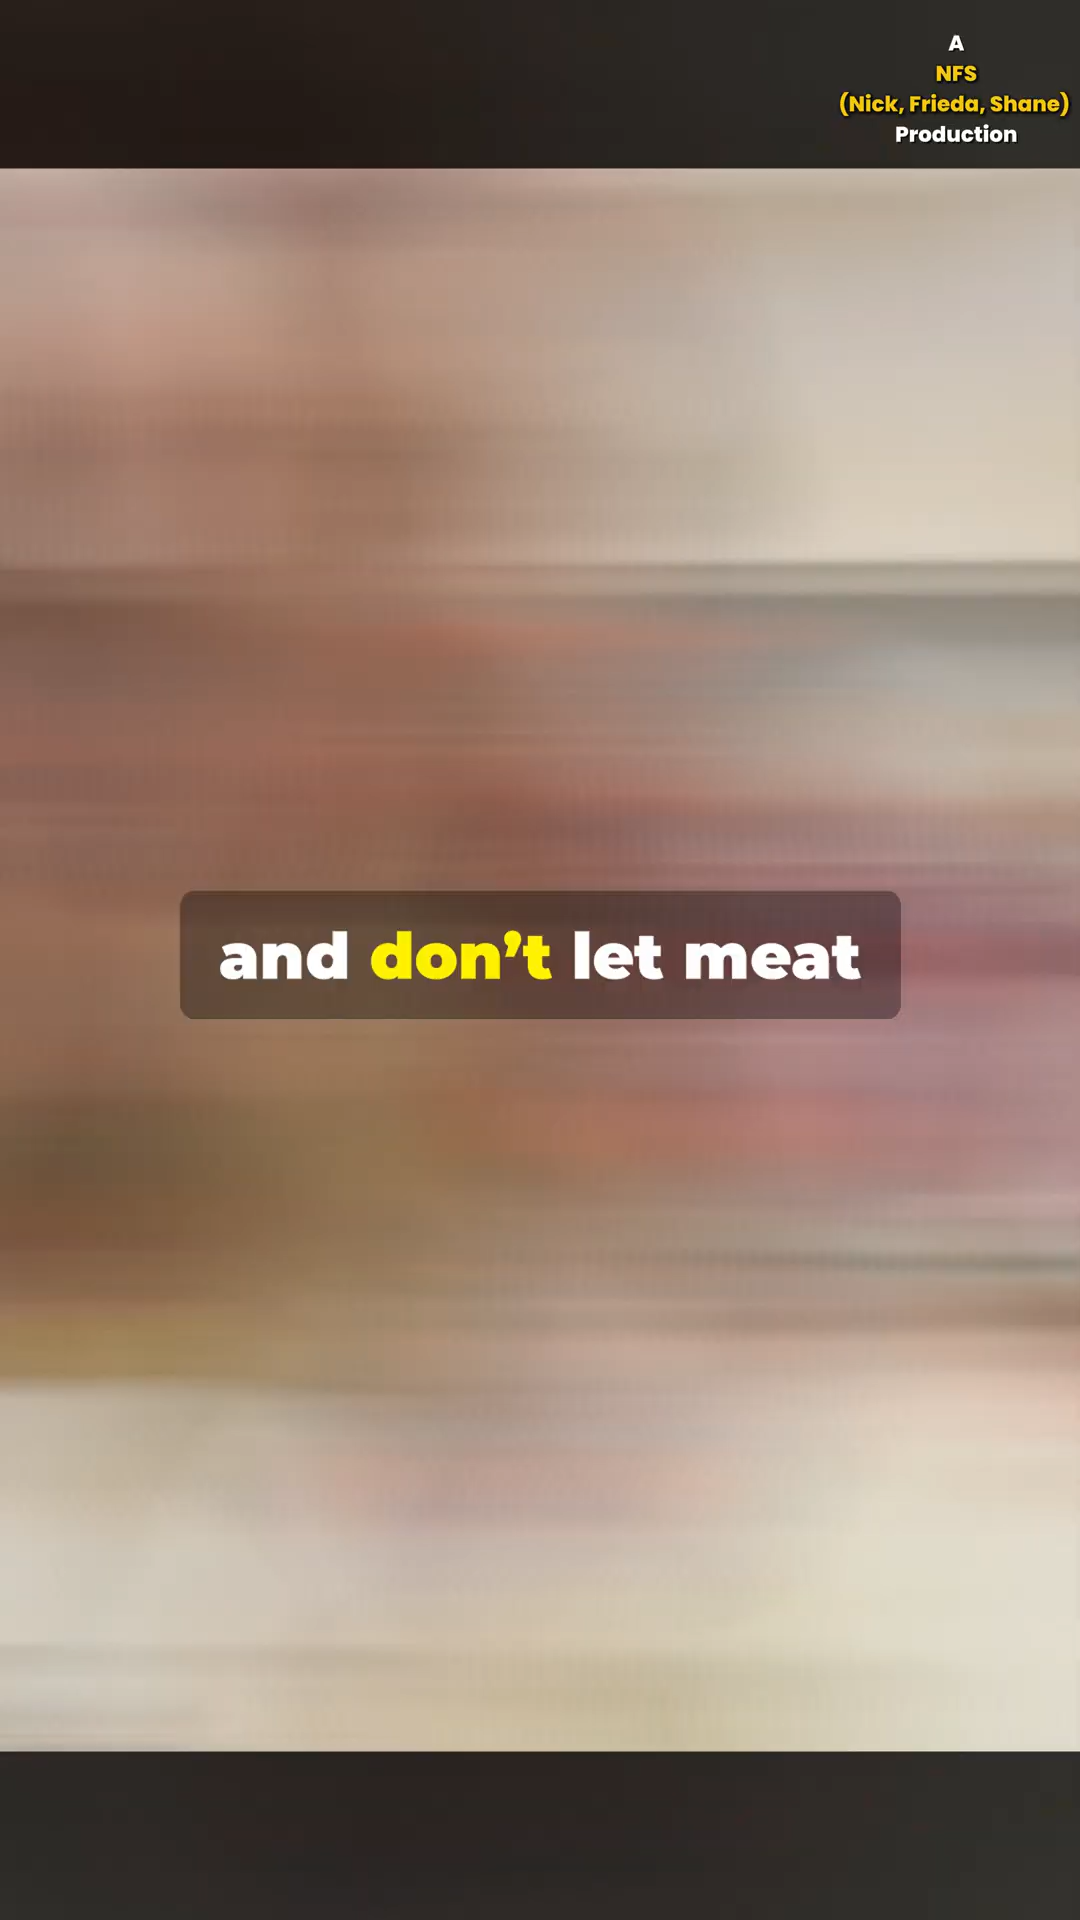 A
NFS
(Nick, Frieda, Shane)
Production
and don’t let meat